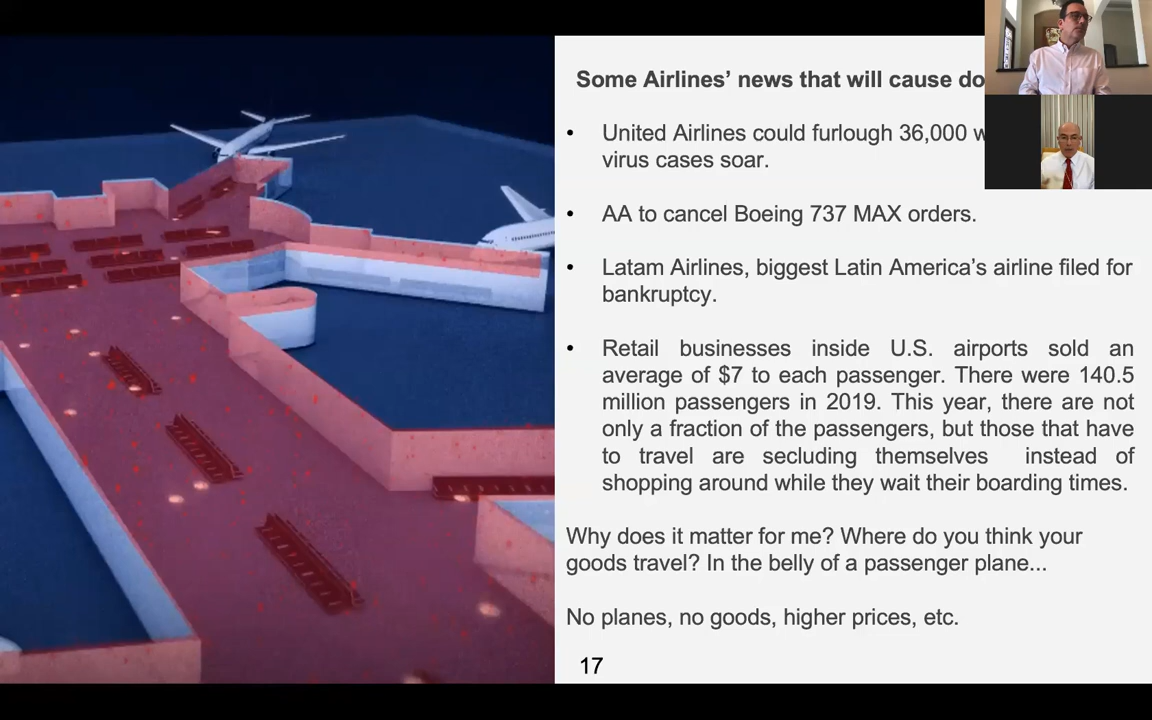 Some Airlines’ news that will cause do
• United Airlines could furlough 36,000 w
virus cases soar.
• AA to cancel Boeing 737 MAX orders.
• Latam Airlines, biggest Latin America’s airline filed for
bankruptcy.
• Retail businesses inside U.S. airports sold an
average of $7 to each passenger. There were 140.5
million passengers in 2019. This year, there are not
only a fraction of the passengers, but those that have
to travel are secluding themselves instead of
shopping around while they wait their boarding times.
Why does it matter for me? Where do you think your
goods travel? In the belly of a passenger plane...
No planes, no goods, higher prices, etc.
17